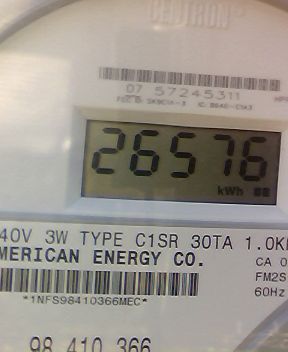 CENTRON
07 57245311
26576
kWh
40V 3W TYPE C1SR 30TA 1.0K
MERICAN ENERGY CO. CA 0
FM2S
*1NFS98410366MEC* 60Hz
98 410 366